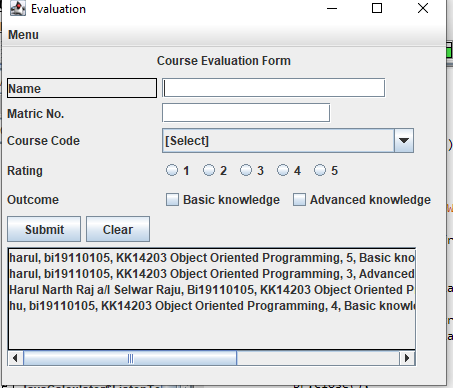 Evaluation
Menu
Course Evaluation Form
Name
Matric No.
Course Code [Select]
Rating 1 2 3 4 5
Outcome Basic knowledge Advanced knowledge
Submit Clear
harul, bi19110105, KK14203 Object Oriented Programming, 5, Basic kno
harul, bi19110105, KK14203 Object Oriented Programming, 3, Advanced
Harul Narth Raj a/l Selwar Raju, Bi19110105, KK14203 Object Oriented P
hu, bi19110105, KK14203 Object Oriented Programming, 4, Basic knowl